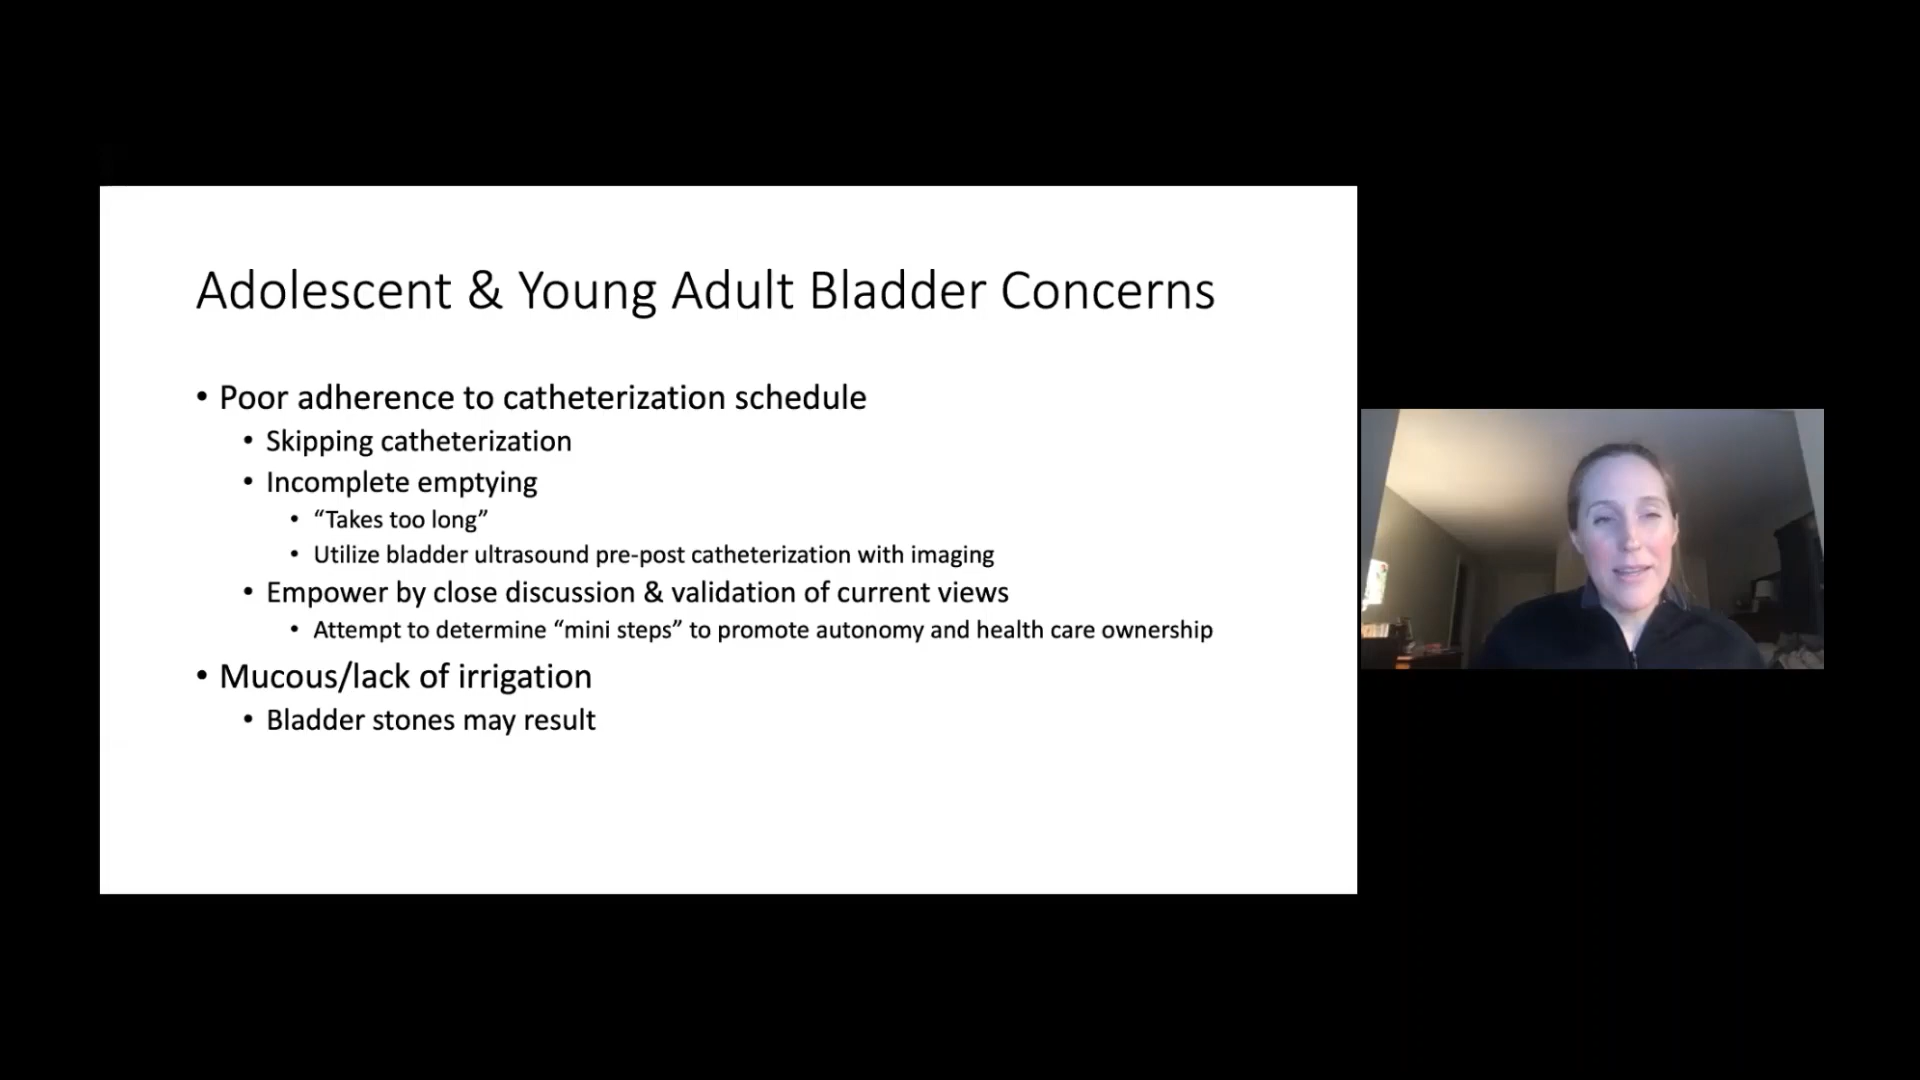 Adolescent & Young Adult Bladder Concerns
• Poor adherence to catheterization schedule
• Skipping catheterization
• Incomplete emptying
• “Takes too long”
• Utilize bladder ultrasound pre-post catheterization with imaging
• Empower by close discussion & validation of current views
• Attempt to determine “mini steps” to promote autonomy and health care ownership
• Mucous/lack of irrigation
• Bladder stones may result